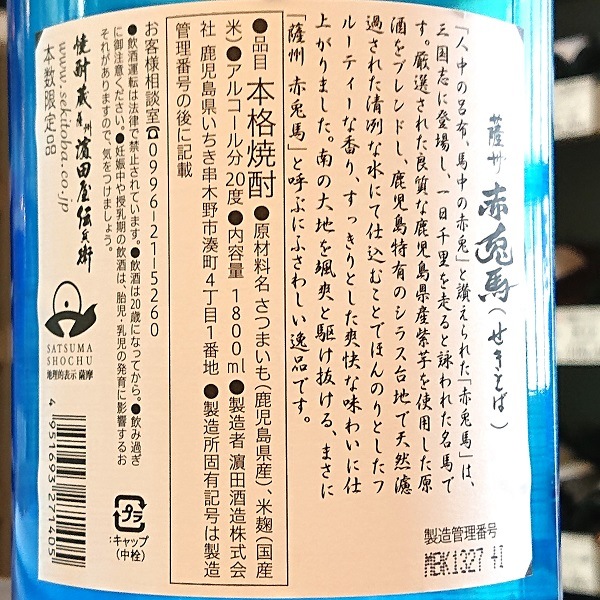 薩州 赤兎馬(せきとば)
「人中の呂布、馬中の赤兎」と讃えられた「赤兎馬」は、
三国志に登場し、一日千里を走ると詠われた名馬で
す。厳選された良質な鹿児島県産紫芋を使用した原
酒をブレンドし、鹿児島特有のシラス台地で天然濾
過された清冽な水にて仕込むことでほんのりとしたフ
ルーティーな香り、すっきりとした爽快な味わいに仕
上がりました。南の大地を颯爽と駆け抜ける、まさに
「薩州 赤兎馬」と呼ぶにふさわしい逸品です。
製造管理番号
MBK1327 41
●品目 本格焼酎 ●原材料名 さつまいも(鹿児島県産)、米麹(国産
米) ●アルコール分 20度 ●内容量 1800ml ●製造者 濵田酒造株式会
社 鹿児島県いちき串木野市湊町4丁目1番地 ●製造所固有記号は製造
管理番号の後に記載
お客様相談室☎0996-21-5260
●飲酒運転は法律で禁止されています。●飲酒は20歳になってから。●飲み過ぎ
に御注意ください。●妊娠中や授乳期の飲酒は、胎児・乳児の発育に影響するお
それがありますので、気をつけましょう。
焼酎蔵 薩州 濵田屋伝兵衛
www.sekitoba.co.jp
本数限定品
SATSUMA
SHOCHU
地理的表示 薩摩
4951693271405
プラ
:キャップ
(中栓)